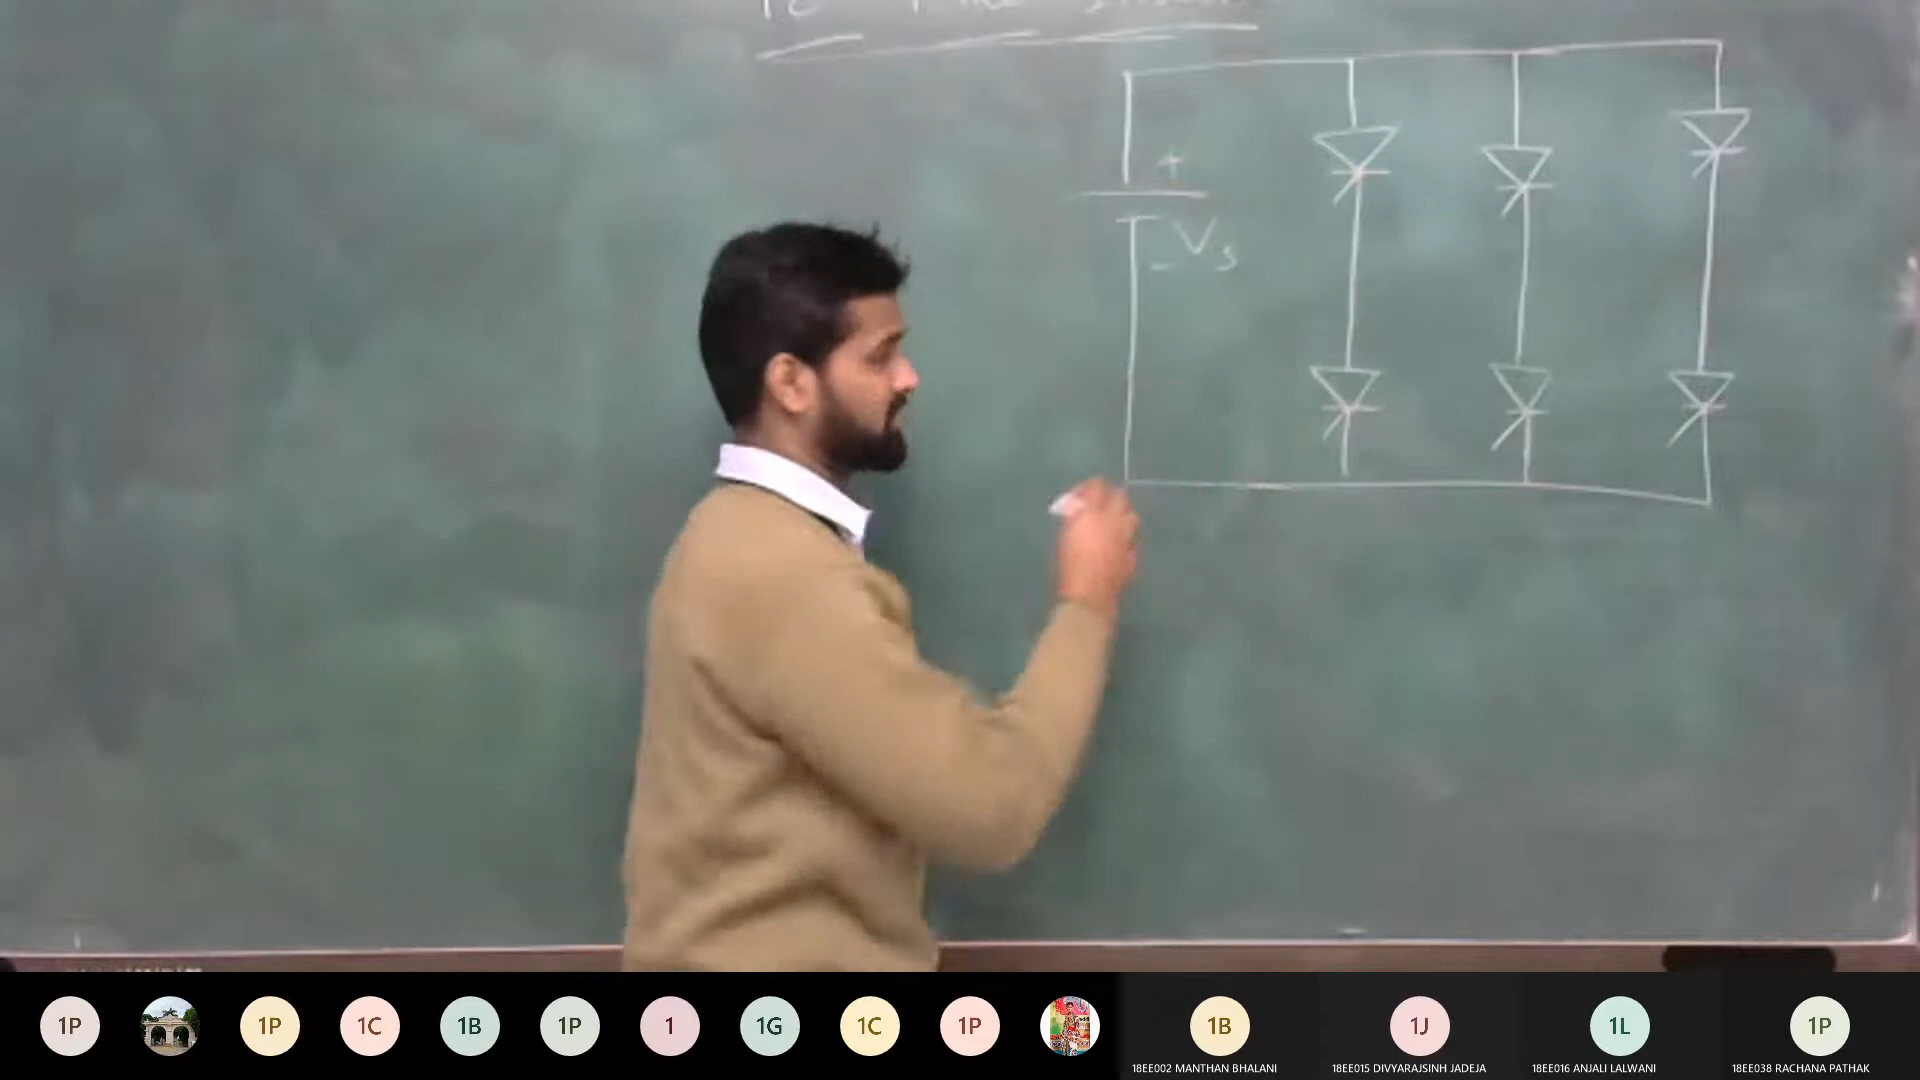 +
- Vs
1P
1P
1C
1B
1P
1
1G
1C
1P
1B
1J
1L
1P
18EE002 MANTHAN BHALANI
18EE015 DIVYARAJSINH JADEJA
18EE016 ANJALI LALWANI
18EE038 RACHANA PATHAK